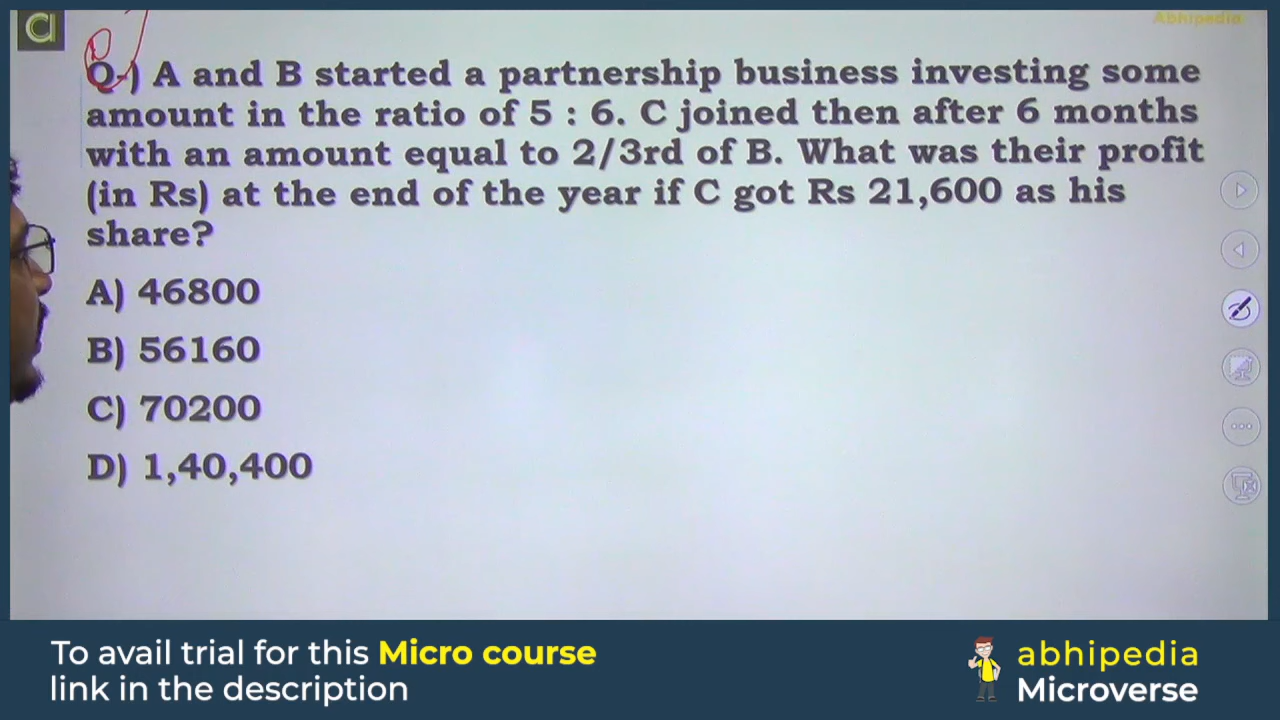 Abhipedia
Q.) A and B started a partnership business investing some
amount in the ratio of 5 : 6. C joined then after 6 months
with an amount equal to 2/3rd of B. What was their profit
(in Rs) at the end of the year if C got Rs 21,600 as his
share?
A) 46800
B) 56160
C) 70200
D) 1,40,400
To avail trial for this Micro course
link in the description
abhipedia
Microverse